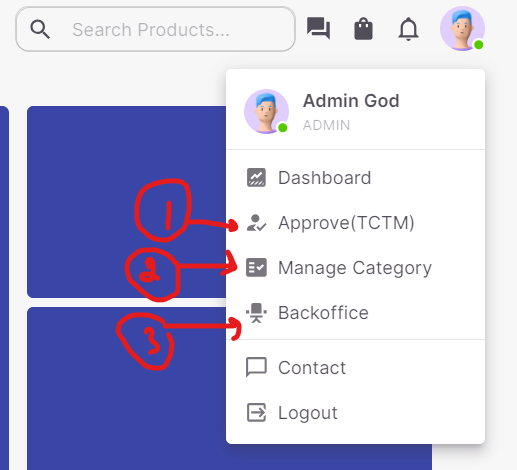 Search Products...
Admin God
ADMIN
Dashboard
1
Approve(TCTM)
2
Manage Category
3
Backoffice
Contact
Logout